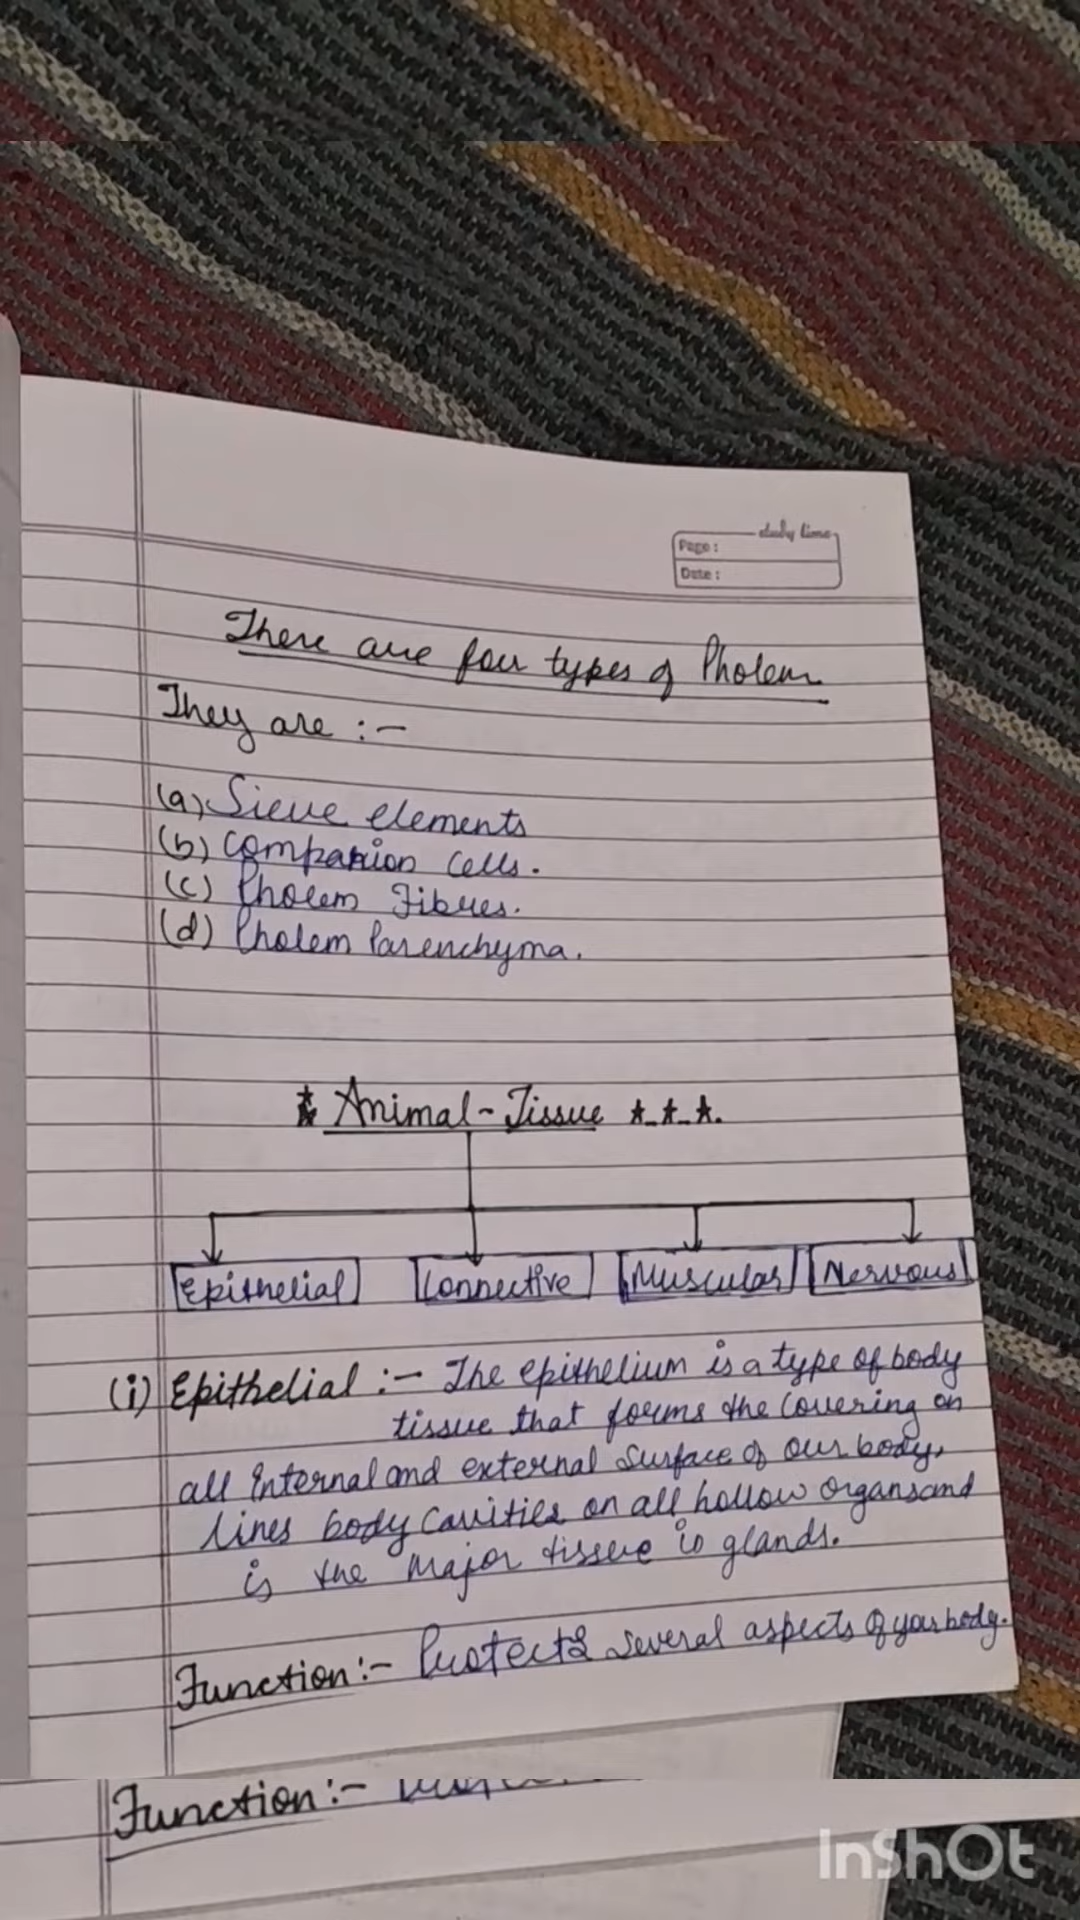 study time
Page :
Date :
There are four types of Pholem
They are :-
(a) Sieve elements
(b) Companion Cells.
(c) Pholem Fibres.
(d) Pholem Parenchyma.
★ Animal - Tissue ★-★-★.
Epithelial Connective Muscular Nervous
(i) Epithelial :- The epithelium is a type of body
tissue that forms the Covering on
all Internal and external Surface of our body,
lines body Cavities on all hollow organs and
is the Major tissue in glands.
Function :- Protects several aspects of your body.
Function :-
InShOt